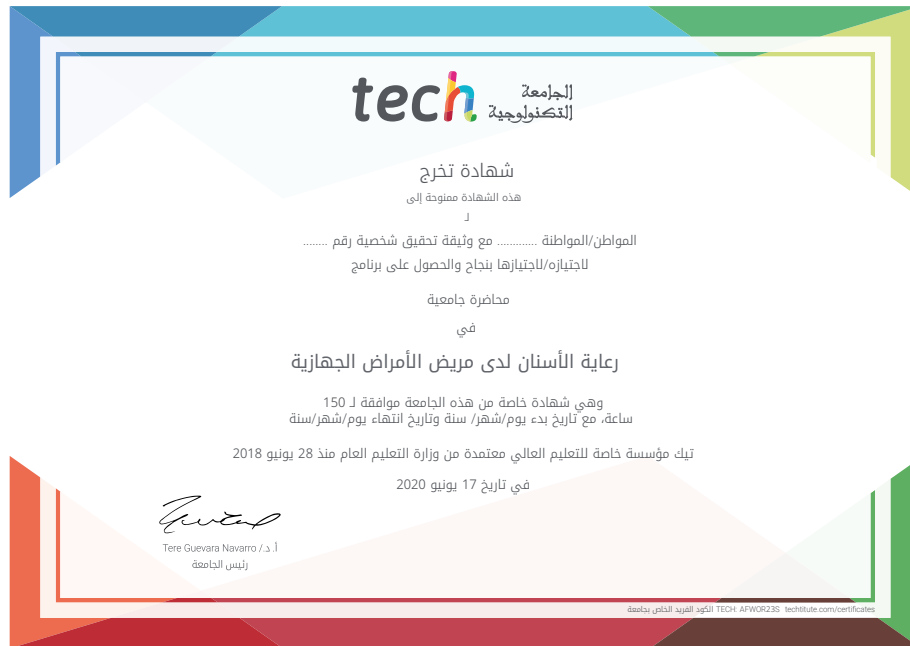 tech الجامعة
التكنولوجية
شهادة تخرج
هذه الشهادة ممنوحة إلى
لـ
المواطن/المواطنة ............ مع وثيقة تحقيق شخصية رقم ........
لاجتيازه/لاجتيازها بنجاح والحصول على برنامج
محاضرة جامعية
في
رعاية الأسنان لدى مريض الأمراض الجهازية
وهي شهادة خاصة من هذه الجامعة موافقة لـ 150
ساعة، مع تاريخ بدء يوم/شهر/ سنة وتاريخ انتهاء يوم/شهر/سنة
تيك مؤسسة خاصة للتعليم العالي معتمدة من وزارة التعليم العام منذ 28 يونيو 2018
في تاريخ 17 يونيو 2020
أ. د./ Tere Guevara Navarro
رئيس الجامعة
الكود الفريد الخاص بجامعة TECH: AFWOR23S techtitute.com/certificates